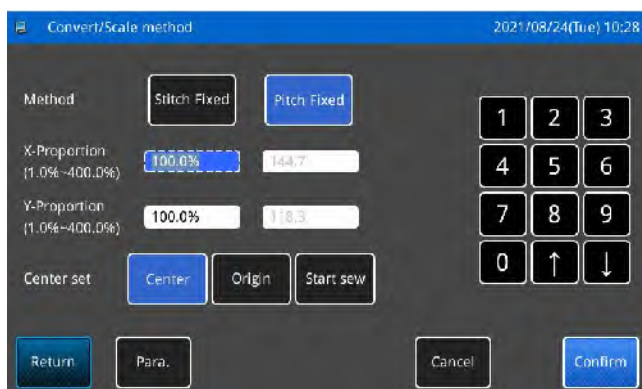 Convert/Scale method 2021/08/24(Tue) 10:28
Method Stitch Fixed Pitch Fixed
X-Proportion
(1.0%~400.0%) 100.0% 144.7
Y-Proportion
(1.0%~400.0%) 100.0% 118.3
Center set Center Origin Start sew
1 2 3
4 5 6
7 8 9
0 ↑ ↓
Return Para. Cancel Confirm